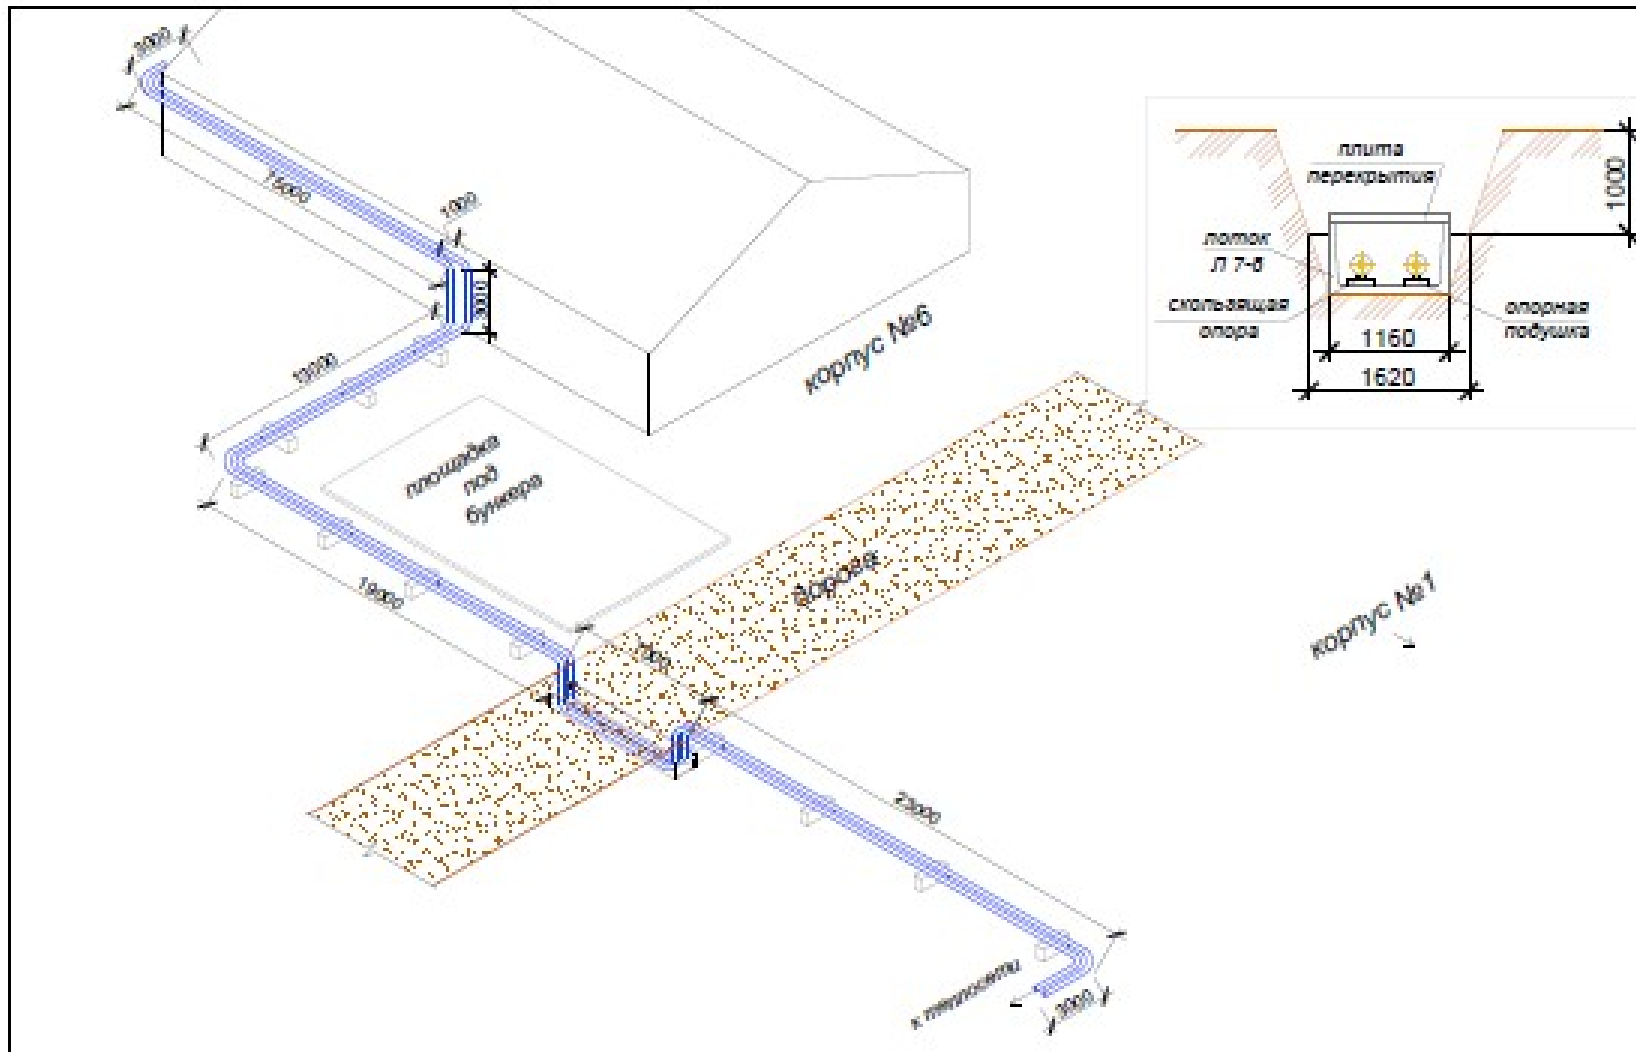 3000
15000
1000
3000
корпус №6
площадка
под
бункера
19000
7000
дорога
23000
к теплосети
3000
корпус №1
плита
перекрытия
лоток
Л 7-8
скользящая
опора
опорная
подушка
1160
1620
1000